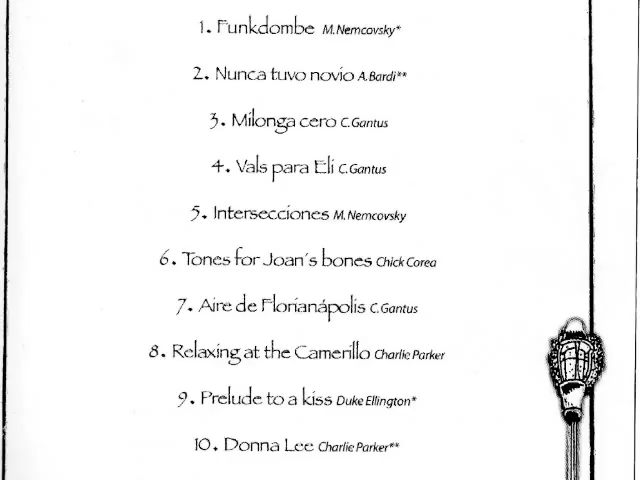 1. Funkdombe M. Nemcovsky*
2. Nunca tuvo novio A. Bardi**
3. Milonga cero C. Gantus
4. Vals para Eli C. Gantus
5. Intersecciones M. Nemcovsky
6. Tones for Joan´s bones Chick Corea
7. Aire de Florianápolis C. Gantus
8. Relaxing at the Camerillo Charlie Parker
9. Prelude to a kiss Duke Ellington*
10. Donna Lee Charlie Parker**